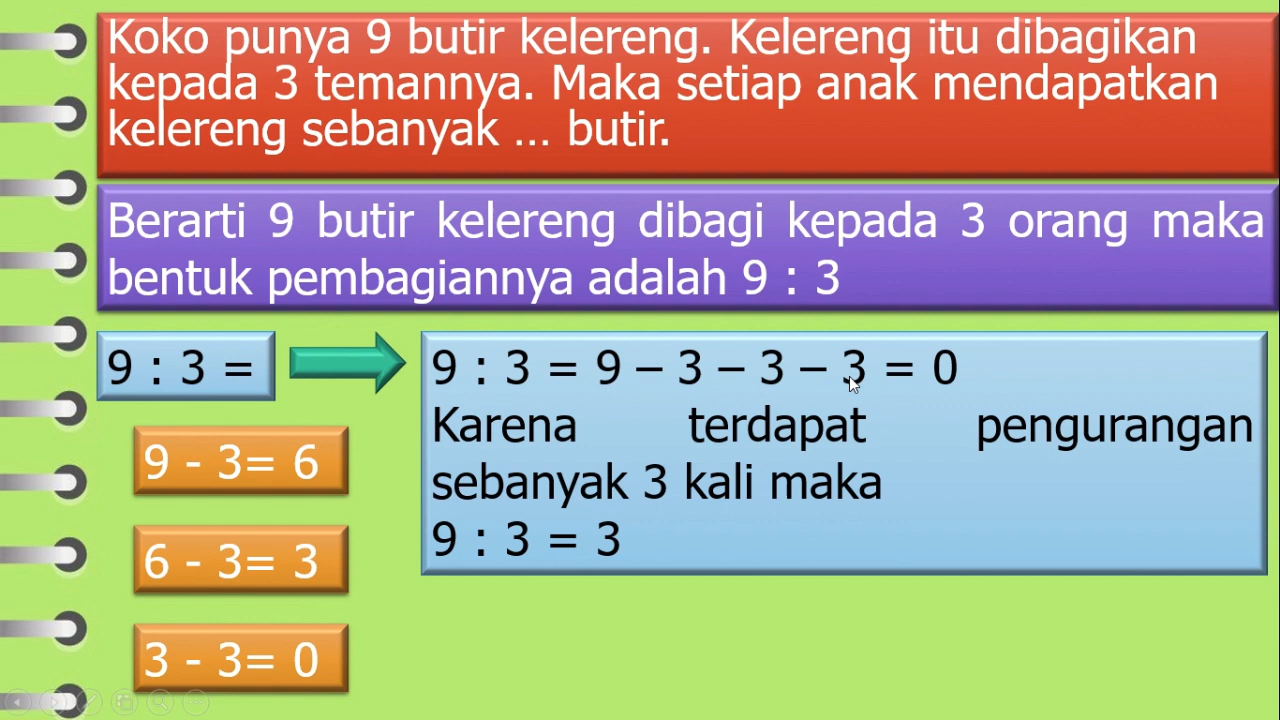 Koko punya 9 butir kelereng. Kelereng itu dibagikan
kepada 3 temannya. Maka setiap anak mendapatkan
kelereng sebanyak ... butir.
Berarti 9 butir kelereng dibagi kepada 3 orang maka
bentuk pembagiannya adalah 9 : 3
9 : 3 =
9 : 3 = 9 – 3 – 3 – 3 = 0
Karena terdapat pengurangan
sebanyak 3 kali maka
9 : 3 = 3
9 - 3= 6
6 - 3= 3
3 - 3= 0